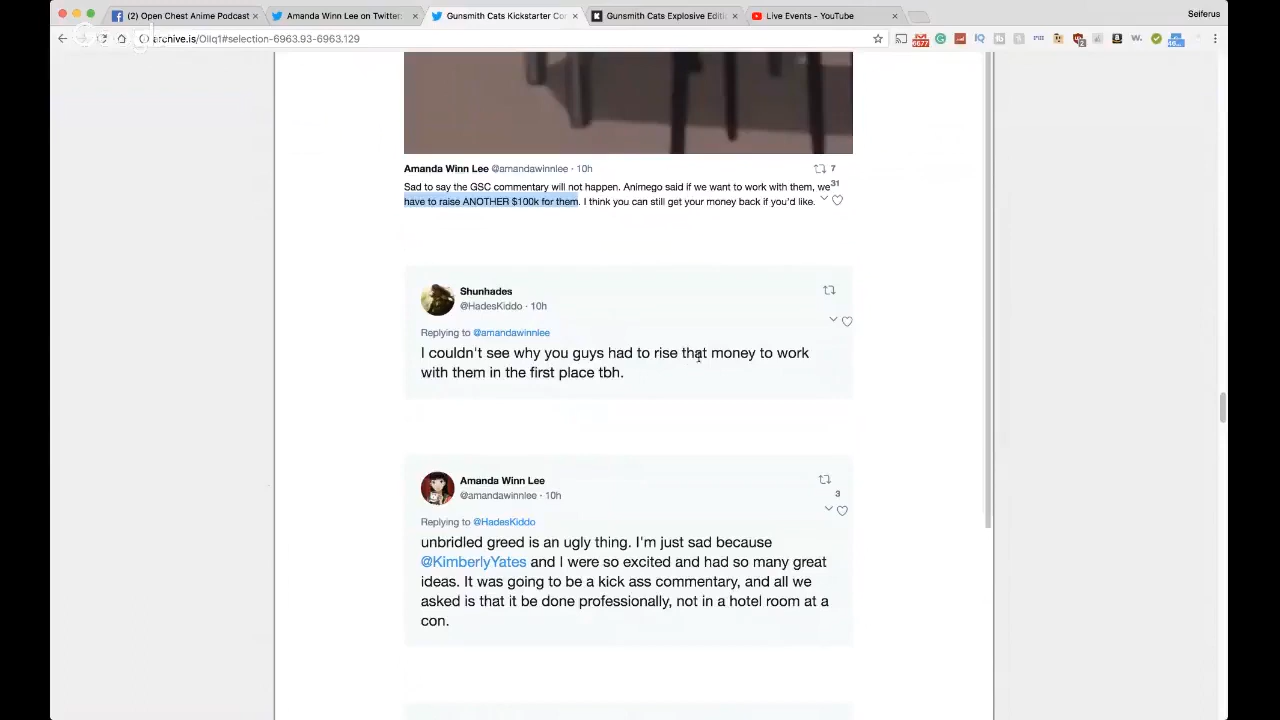 (2) Open Chest Anime Podcast
Amanda Winn Lee on Twitter:
Gunsmith Cats Kickstarter Cor
Gunsmith Cats Explosive Editi
Live Events - YouTube
Seiferus
archive.is/Ollq1#selection-6963.93-6963.129
6677
Amanda Winn Lee @amandawinnlee · 10h
7
Sad to say the GSC commentary will not happen. Animego said if we want to work with them, we
31
have to raise ANOTHER $100k for them. I think you can still get your money back if you'd like.
Shunhades
@HadesKiddo · 10h
Replying to @amandawinnlee
I couldn't see why you guys had to rise that money to work
with them in the first place tbh.
Amanda Winn Lee
@amandawinnlee · 10h
3
Replying to @HadesKiddo
unbridled greed is an ugly thing. I'm just sad because
@KimberlyYates and I were so excited and had so many great
ideas. It was going to be a kick ass commentary, and all we
asked is that it be done professionally, not in a hotel room at a
con.